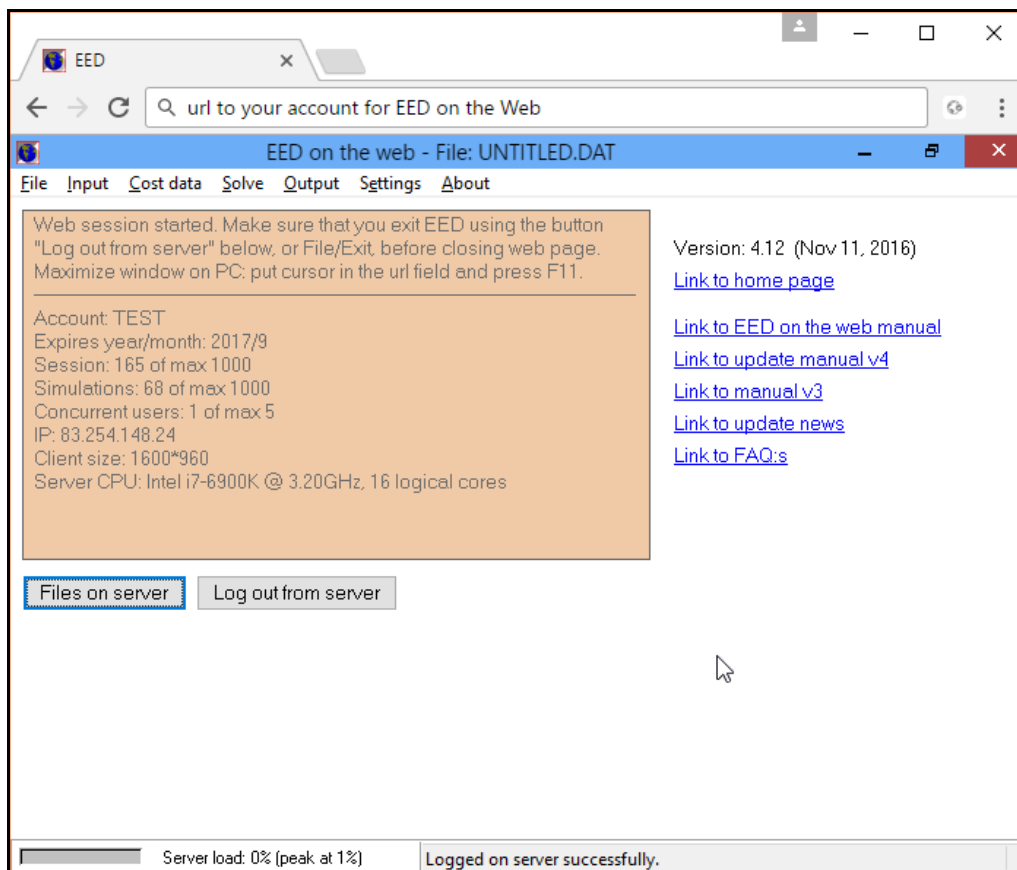 EED
url to your account for EED on the Web
EED on the web - File: UNTITLED.DAT
File Input Cost data Solve Output Settings About
Web session started. Make sure that you exit EED using the button
"Log out from server" below, or File/Exit, before closing web page.
Maximize window on PC: put cursor in the url field and press F11.
Account: TEST
Expires year/month: 2017/9
Session: 165 of max 1000
Simulations: 68 of max 1000
Concurrent users: 1 of max 5
IP: 83.254.148.24
Client size: 1600*960
Server CPU: Intel i7-6900K @ 3.20GHz, 16 logical cores
Version: 4.12 (Nov 11, 2016)
Link to home page
Link to EED on the web manual
Link to update manual v4
Link to manual v3
Link to update news
Link to FAQ:s
Files on server
Log out from server
Server load: 0% (peak at 1%)
Logged on server successfully.